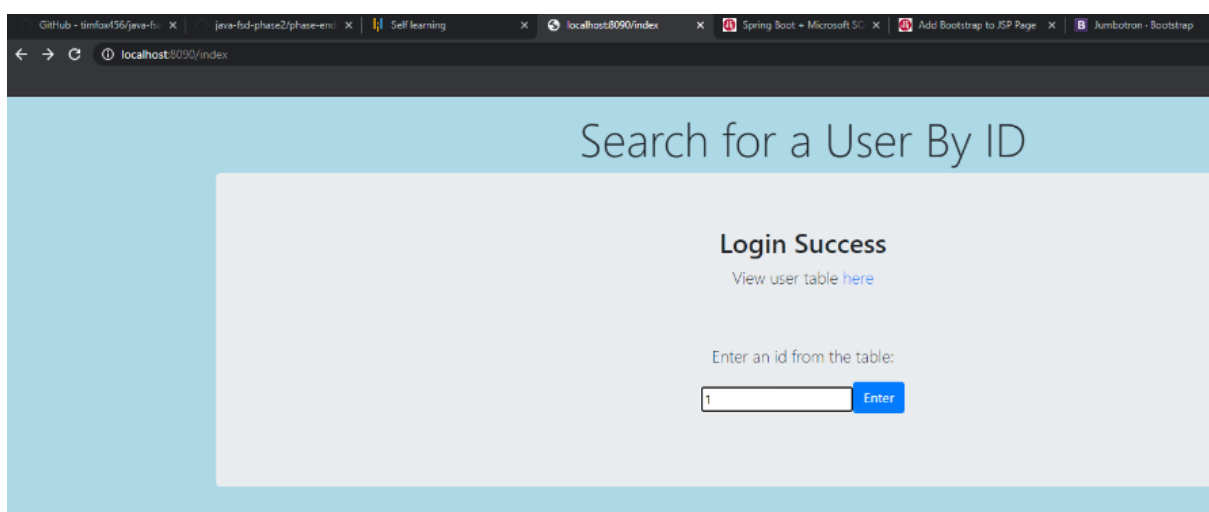 GitHub - timfox456/java-fsc
java-fsd-phase2/phase-end
Self learning
localhost:8090/index
Spring Boot + Microsoft SQ
Add Bootstrap to JSP Page
B Jumbotron · Bootstrap
localhost:8090/index
Search for a User By ID
Login Success
View user table here
Enter an id from the table:
1 Enter